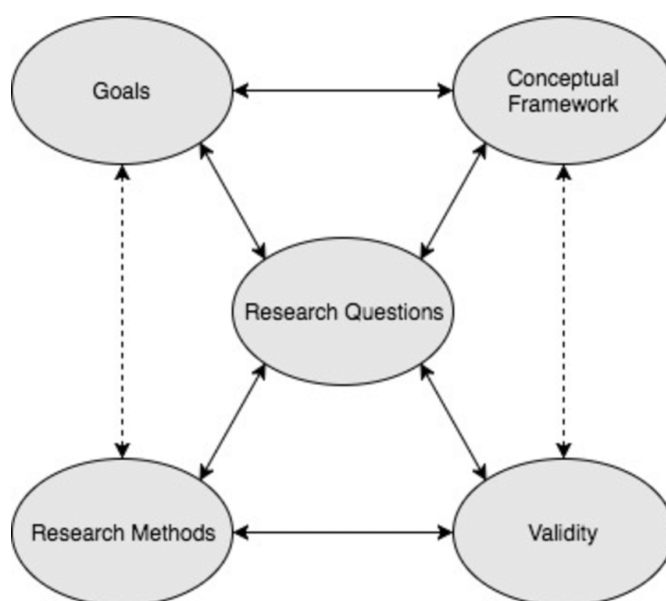 Goals
Conceptual
Framework
Research Questions
Research Methods
Validity